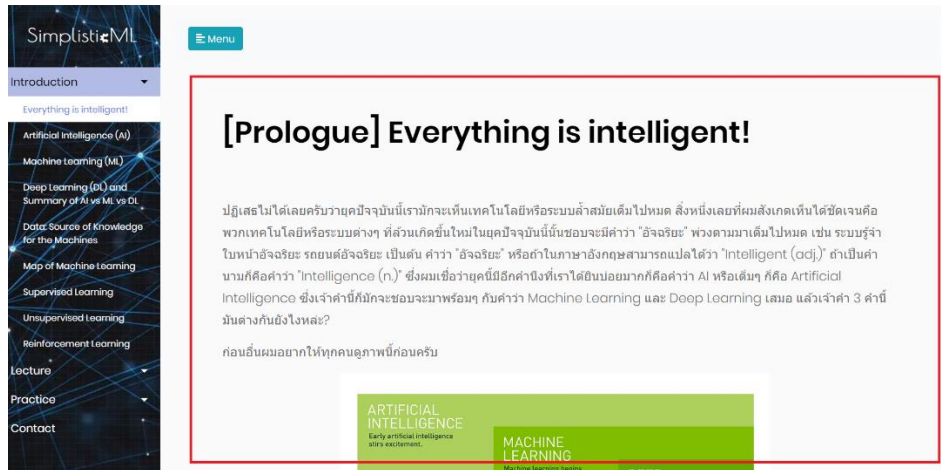 SimplisticML
Menu
Introduction
Everything is intelligent!
Artificial Intelligence (AI)
Machine Learning (ML)
Deep Learning (DL) and
Summary of AI vs ML vs DL
Data: Source of Knowledge
for the Machines
Map of Machine Learning
Supervised Learning
Unsupervised Learning
Reinforcement Learning
Lecture
Practice
Contact
[Prologue] Everything is intelligent!
ปฏิเสธไม่ได้เลยครับว่ายุคปัจจุบันนี้เรามักจะเห็นเทคโนโลยีหรือระบบล้ำสมัยเต็มไปหมด สิ่งหนึ่งเลยที่ผมสังเกตเห็นได้ชัดเจนคือ
พวกเทคโนโลยีหรือระบบต่างๆ ที่ล้วนเกิดขึ้นใหม่ในยุคปัจจุบันนี้นั้นชอบจะมีคำว่า "อัจฉริยะ" พ่วงตามมาเต็มไปหมด เช่น ระบบรู้จำ
ใบหน้าอัจฉริยะ รถยนต์อัจฉริยะ เป็นต้น คำว่า "อัจฉริยะ" หรือถ้าในภาษาอังกฤษสามารถแปลได้ว่า "Intelligent (adj.)" ถ้าเป็นคำ
นามก็คือคำว่า "Intelligence (n.)" ซึ่งผมเชื่อว่ายุคนี้มีอีกคำนึงที่เราได้ยินบ่อยมากก็คือคำว่า AI หรือเต็มๆ ก็คือ Artificial
Intelligence ซึ่งเจ้าคำนี้ก็มักจะชอบจะมาพร้อมๆ กับคำว่า Machine Learning และ Deep Learning เสมอ แล้วเจ้าคำ 3 คำนี้
มันต่างกันยังไงหล่ะ?
ก่อนอื่นผมอยากให้ทุกคนดูภาพนี้ก่อนครับ
ARTIFICIAL
INTELLIGENCE
Early artificial intelligence
stirs excitement.
MACHINE
LEARNING
Machine learning begins